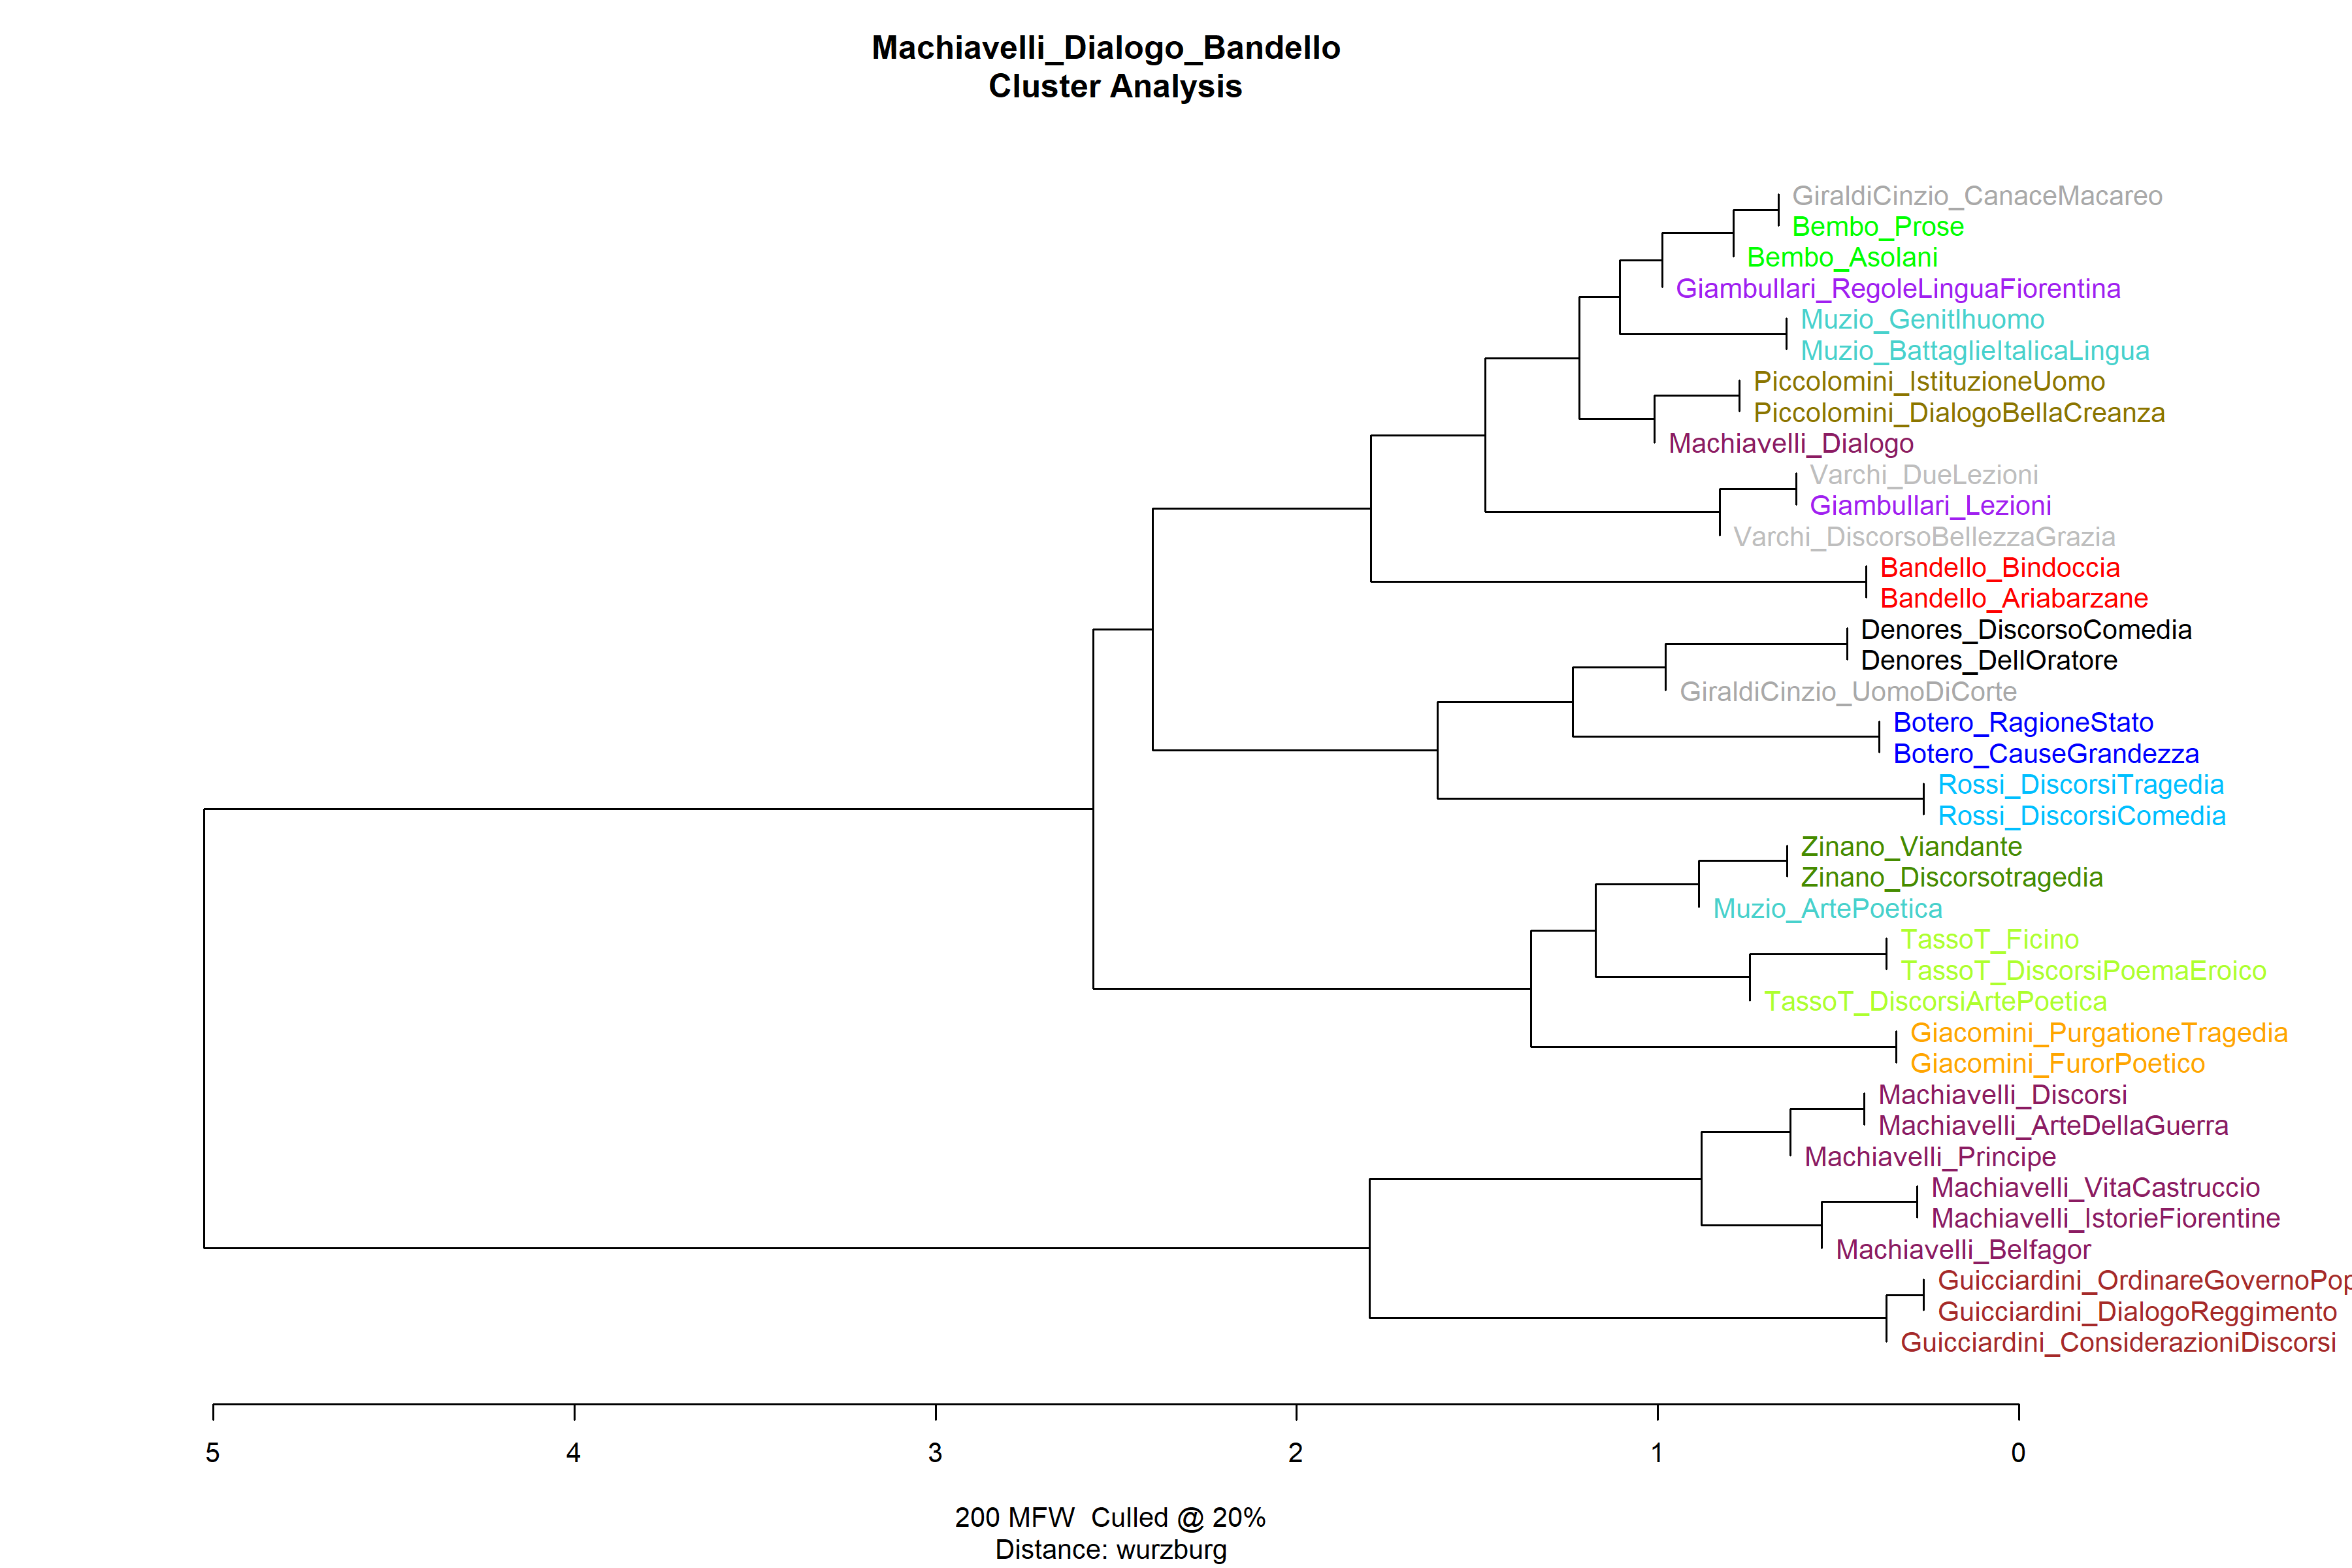 Machiavelli_Dialogo_Bandello
Cluster Analysis
GiraldiCinzio_CanaceMacareo
Bembo_Prose
Bembo_Asolani
Giambullari_RegoleLinguaFiorentina
Muzio_Genitlhuomo
Muzio_BattaglieItalicaLingua
Piccolomini_IstituzioneUomo
Piccolomini_DialogoBellaCreanza
Machiavelli_Dialogo
Varchi_DueLezioni
Giambullari_Lezioni
Varchi_DiscorsoBellezzaGrazia
Bandello_Bindoccia
Bandello_Ariabarzane
Denores_DiscorsoComedia
Denores_DellOratore
GiraldiCinzio_UomoDiCorte
Botero_RagioneStato
Botero_CauseGrandezza
Rossi_DiscorsiTragedia
Rossi_DiscorsiComedia
Zinano_Viandante
Zinano_Discorsotragedia
Muzio_ArtePoetica
TassoT_Ficino
TassoT_DiscorsiPoemaEroico
TassoT_DiscorsiArtePoetica
Giacomini_PurgationeTragedia
Giacomini_FurorPoetico
Machiavelli_Discorsi
Machiavelli_ArteDellaGuerra
Machiavelli_Principe
Machiavelli_VitaCastruccio
Machiavelli_IstorieFiorentine
Machiavelli_Belfagor
Guicciardini_OrdinareGovernoPop
Guicciardini_DialogoReggimento
Guicciardini_ConsiderazioniDiscorsi
5 4 3 2 1 0
200 MFW Culled @ 20%
Distance: wurzburg